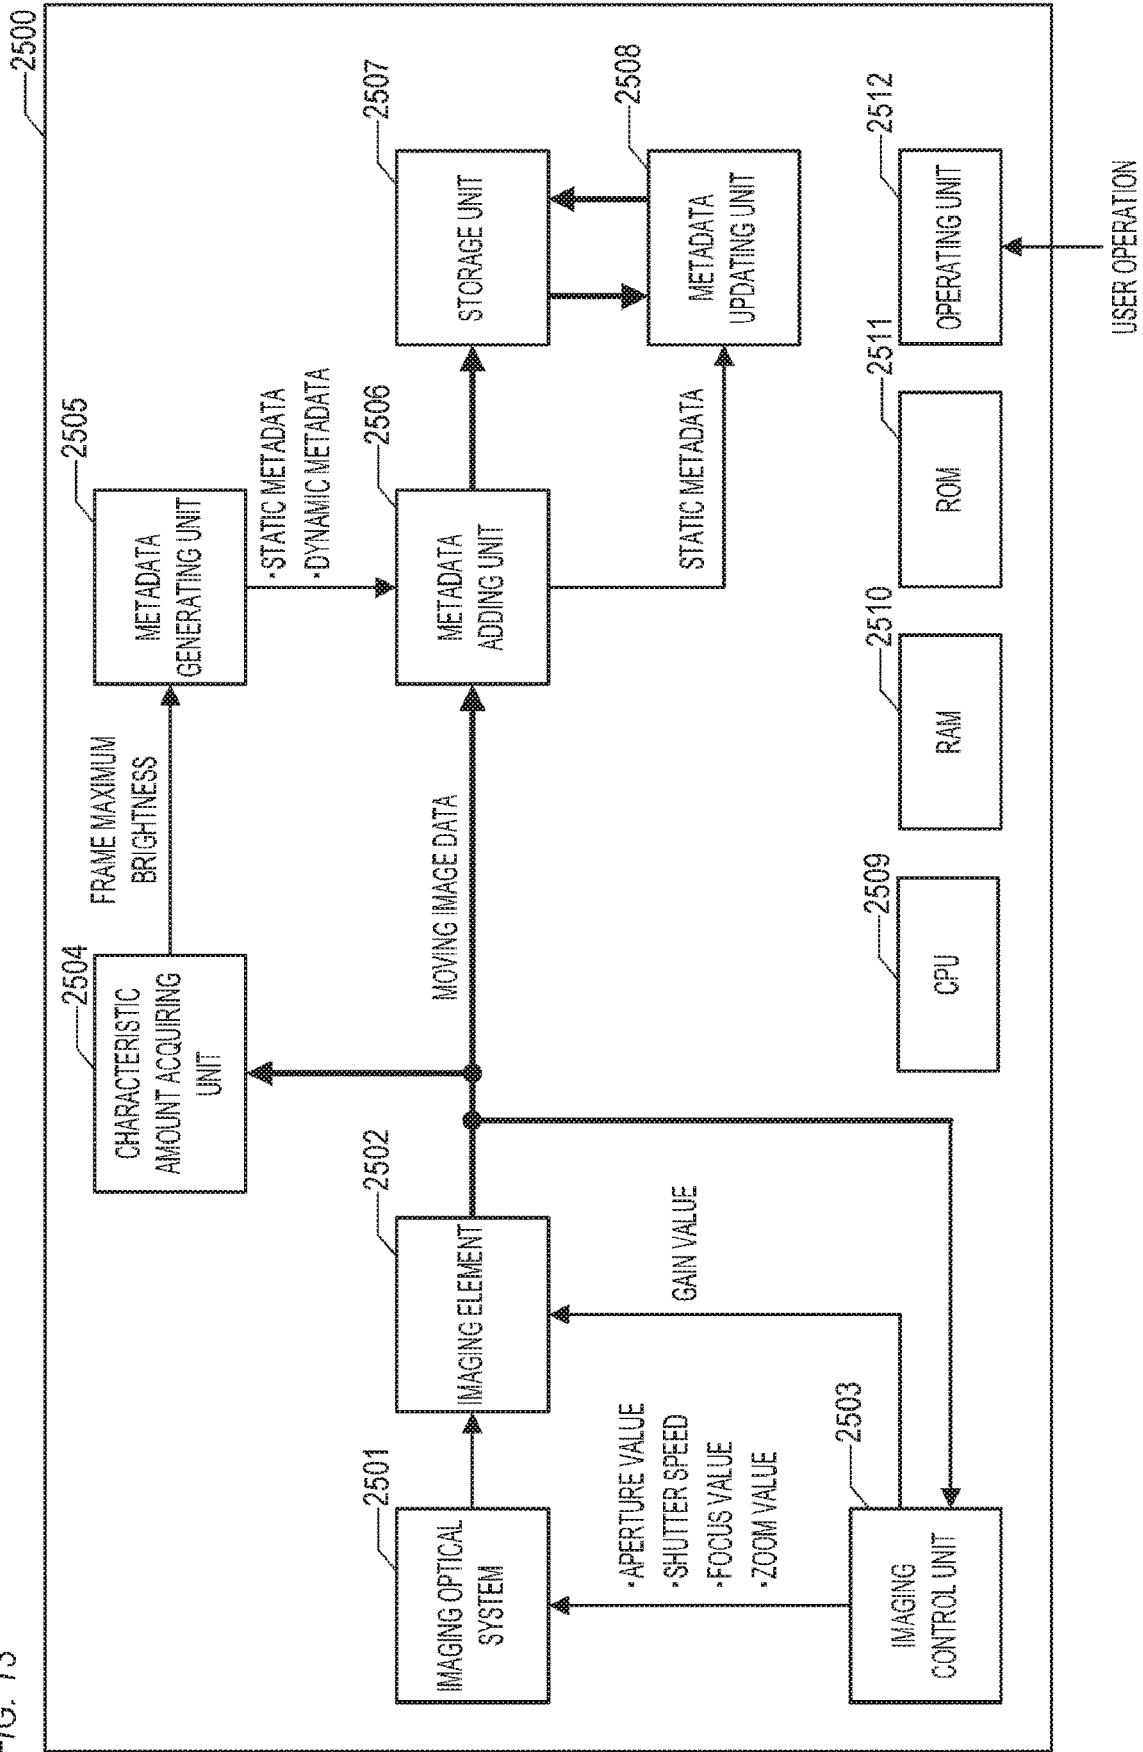 FIG. 13
2500
2504
CHARACTERISTIC
AMOUNT ACQUIRING
UNIT
FRAME MAXIMUM
BRIGHTNESS
2505
METADATA
GENERATING UNIT
·STATIC METADATA
·DYNAMIC METADATA
2501
IMAGING OPTICAL
SYSTEM
2502
IMAGING ELEMENT
MOVING IMAGE DATA
2506
METADATA
ADDING UNIT
2507
STORAGE UNIT
·APERTURE VALUE
·SHUTTER SPEED
·FOCUS VALUE
·ZOOM VALUE
GAIN VALUE
STATIC METADATA
2508
METADATA
UPDATING UNIT
2503
IMAGING
CONTROL UNIT
2509
CPU
2510
RAM
2511
ROM
2512
OPERATING UNIT
USER OPERATION